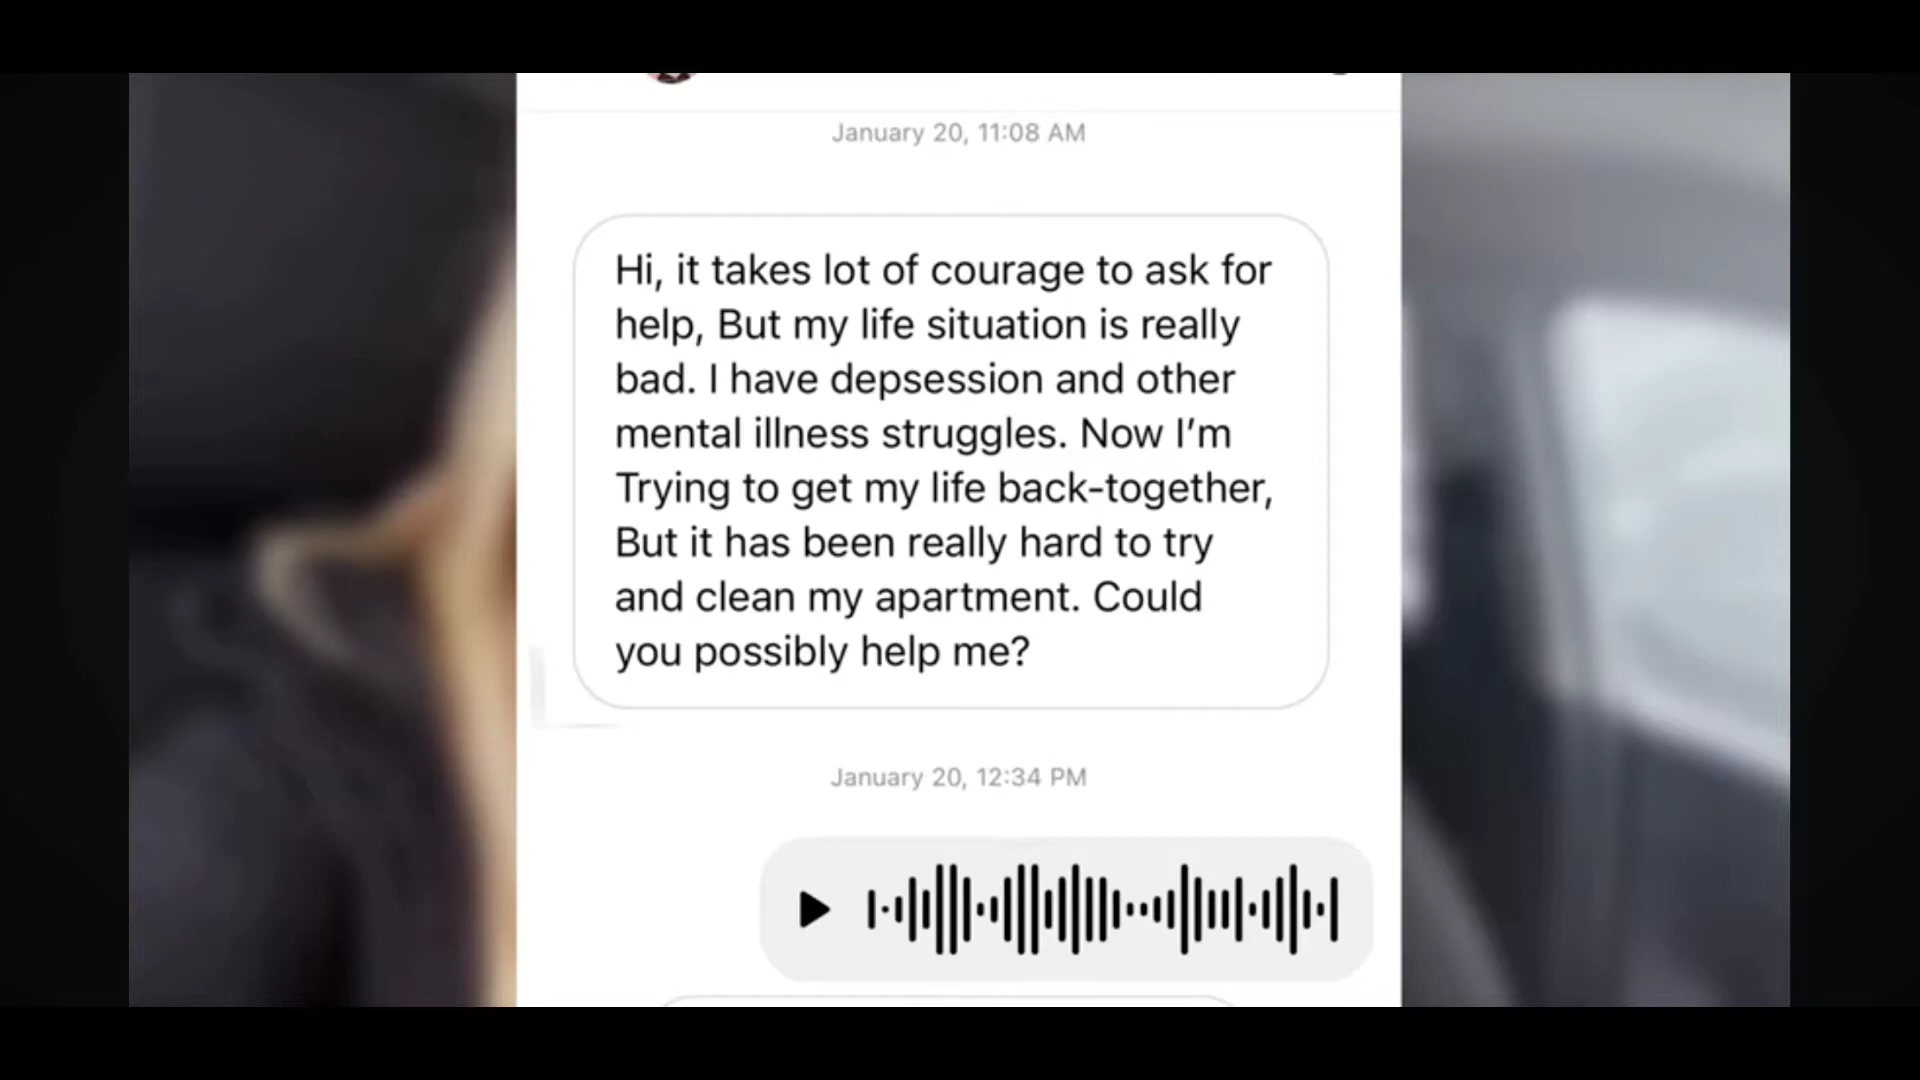 January 20, 11:08 AM
Hi, it takes lot of courage to ask for
help, But my life situation is really
bad. I have depsession and other
mental illness struggles. Now I’m
Trying to get my life back-together,
But it has been really hard to try
and clean my apartment. Could
you possibly help me?
January 20, 12:34 PM